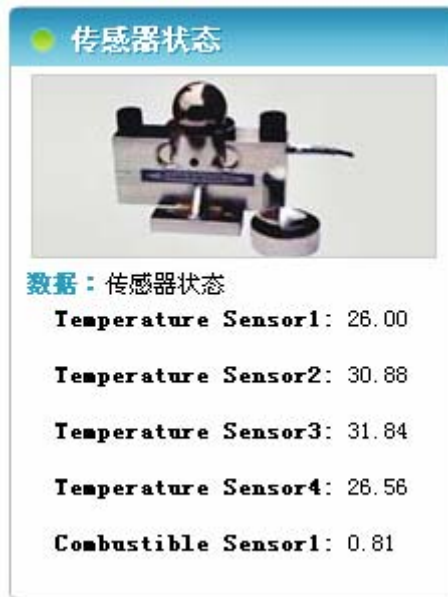 传感器状态
数据：传感器状态
Temperature Sensor1: 26.00
Temperature Sensor2: 30.88
Temperature Sensor3: 31.84
Temperature Sensor4: 26.56
Combustible Sensor1: 0.81